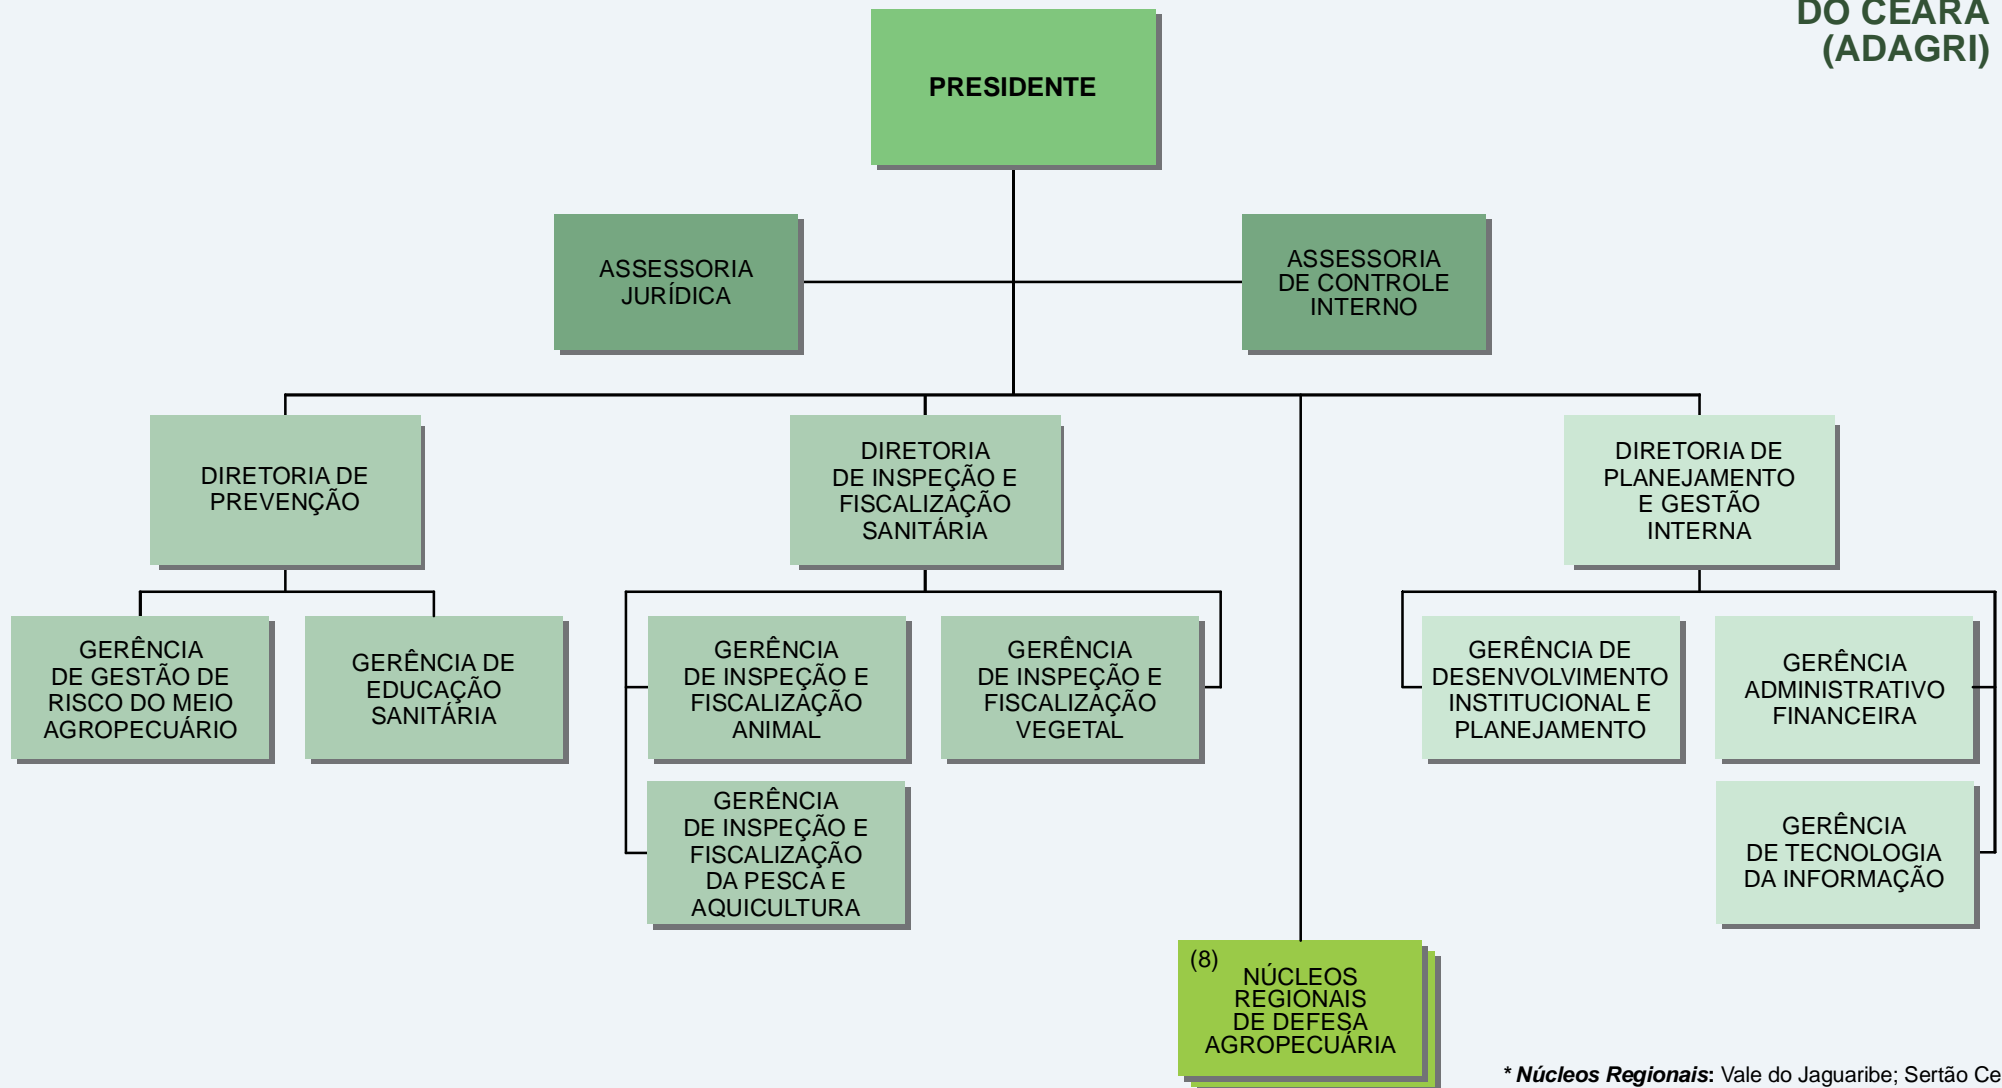 DO CEARÁ
(ADAGRI)
PRESIDENTE
ASSESSORIA
JURÍDICA
ASSESSORIA
DE CONTROLE
INTERNO
DIRETORIA DE
PREVENÇÃO
DIRETORIA
DE INSPEÇÃO E
FISCALIZAÇÃO
SANITÁRIA
DIRETORIA DE
PLANEJAMENTO
E GESTÃO
INTERNA
GERÊNCIA
DE GESTÃO DE
RISCO DO MEIO
AGROPECUÁRIO
GERÊNCIA DE
EDUCAÇÃO
SANITÁRIA
GERÊNCIA
DE INSPEÇÃO E
FISCALIZAÇÃO
ANIMAL
GERÊNCIA
DE INSPEÇÃO E
FISCALIZAÇÃO
VEGETAL
GERÊNCIA DE
DESENVOLVIMENTO
INSTITUCIONAL E
PLANEJAMENTO
GERÊNCIA
ADMINISTRATIVO
FINANCEIRA
GERÊNCIA
DE INSPEÇÃO E
FISCALIZAÇÃO
DA PESCA E
AQUICULTURA
GERÊNCIA
DE TECNOLOGIA
DA INFORMAÇÃO
(8)
NÚCLEOS
REGIONAIS
DE DEFESA
AGROPECUÁRIA
* Núcleos Regionais: Vale do Jaguaribe; Sertão Ce